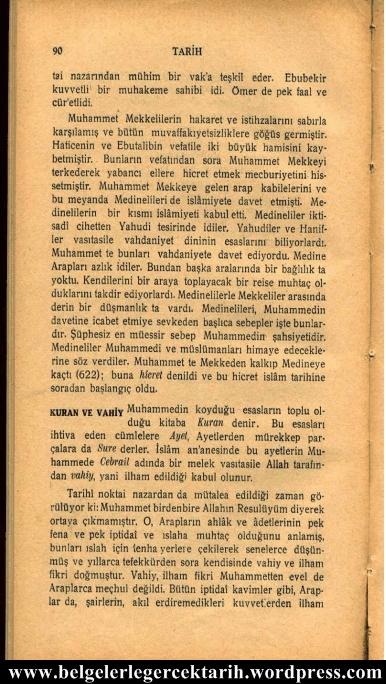 90 TARİH
tai nazarından mühim bir vak'a teşkil eder. Ebubekir
kuvvetli bir muhakeme sahibi idi. Ömer de pek faal ve
cür'etlidi.
Muhammet Mekkelilerin hakaret ve istihzalarını sabırla
karşılamış ve bütün muvaffakıyetsizliklere göğüs germiştir.
Haticenin ve Ebutalibin vefatile iki büyük hamisini kay-
betmiştir. Bunların vefatından sora Muhammet Mekkeyi
terkederek yabancı ellere hicret etmek mecburiyetini his-
setmiştir. Muhammet Mekkeye gelen arap kabilelerini ve
bu meyanda Medinelileri de islâmiyete davet etmişti. Me-
dinelilerin bir kısmı islâmiyeti kabul etti. Medineliler ikti-
sadî cihetten Yahudi tesirinde idiler. Yahudîler ve Hanif-
ler vasıtasile vahdaniyet dininin esaslarını biliyorlardı.
Muhammet te bunları vahdaniyete davet ediyordu. Medine
Arapları azlık idiler. Bundan başka aralarında bir bağlılık ta
yoktu. Kendilerini bir araya toplayacak bir reise muhtaç ol-
duklarını takdir ediyorlardı. Medinelilerle Mekkeliler arasında
derin bir düşmanlık ta vardı. Medinelileri, Muhammedin
davetine icabet etmiye sevkeden başlıca sebepler işte bunlar-
dır. Şüphesiz en müessir sebep Muhammedin şahsiyetidir.
Medineliler Muhammedi ve müslümanları himaye edecekle-
rine söz verdiler. Muhammet te Mekkeden kalkıp Medineye
kaçtı (622); buna hicret denildi ve bu hicret islâm tarihine
soradan başlangıç oldu.
KURAN VE VAHİY Muhammedin koyduğu esasların toplu ol-
duğu kitaba Kuran denir. Bu esasları
ihtiva eden cümlelere Ayet, Ayetlerden mürekkep par-
çalara da Sure derler. İslâm an'anesinde bu ayetlerin Mu-
hammede Cebrail adında bir melek vasıtasile Allah tarafın-
dan vahiy, yani ilham edildiği kabul olunur.
Tarihî noktai nazardan da mütalea edildiği zaman gö-
rülüyor ki: Muhammet birdenbire Allahın Resulüyüm diyerek
ortaya çıkmamıştır. O, Arapların ahlâk ve âdetlerinin pek
fena ve pek iptidaî ve ıslaha muhtaç olduğunu anlamış,
bunları ıslah için tenha yerlere çekilerek senelerce düşün-
müş ve yıllarca tefekkürden sora kendisinde vahiy ve ilham
fikri doğmuştur. Vahiy, ilham fikri Muhammetten evel de
Araplarca meçhul değildi. Bütün iptidaî kavimler gibi, Arap-
lar da, şairlerin, akıl erdiremedikleri kuvvetlerden ilham
www.belgelerlegercektarih.wordpress.com